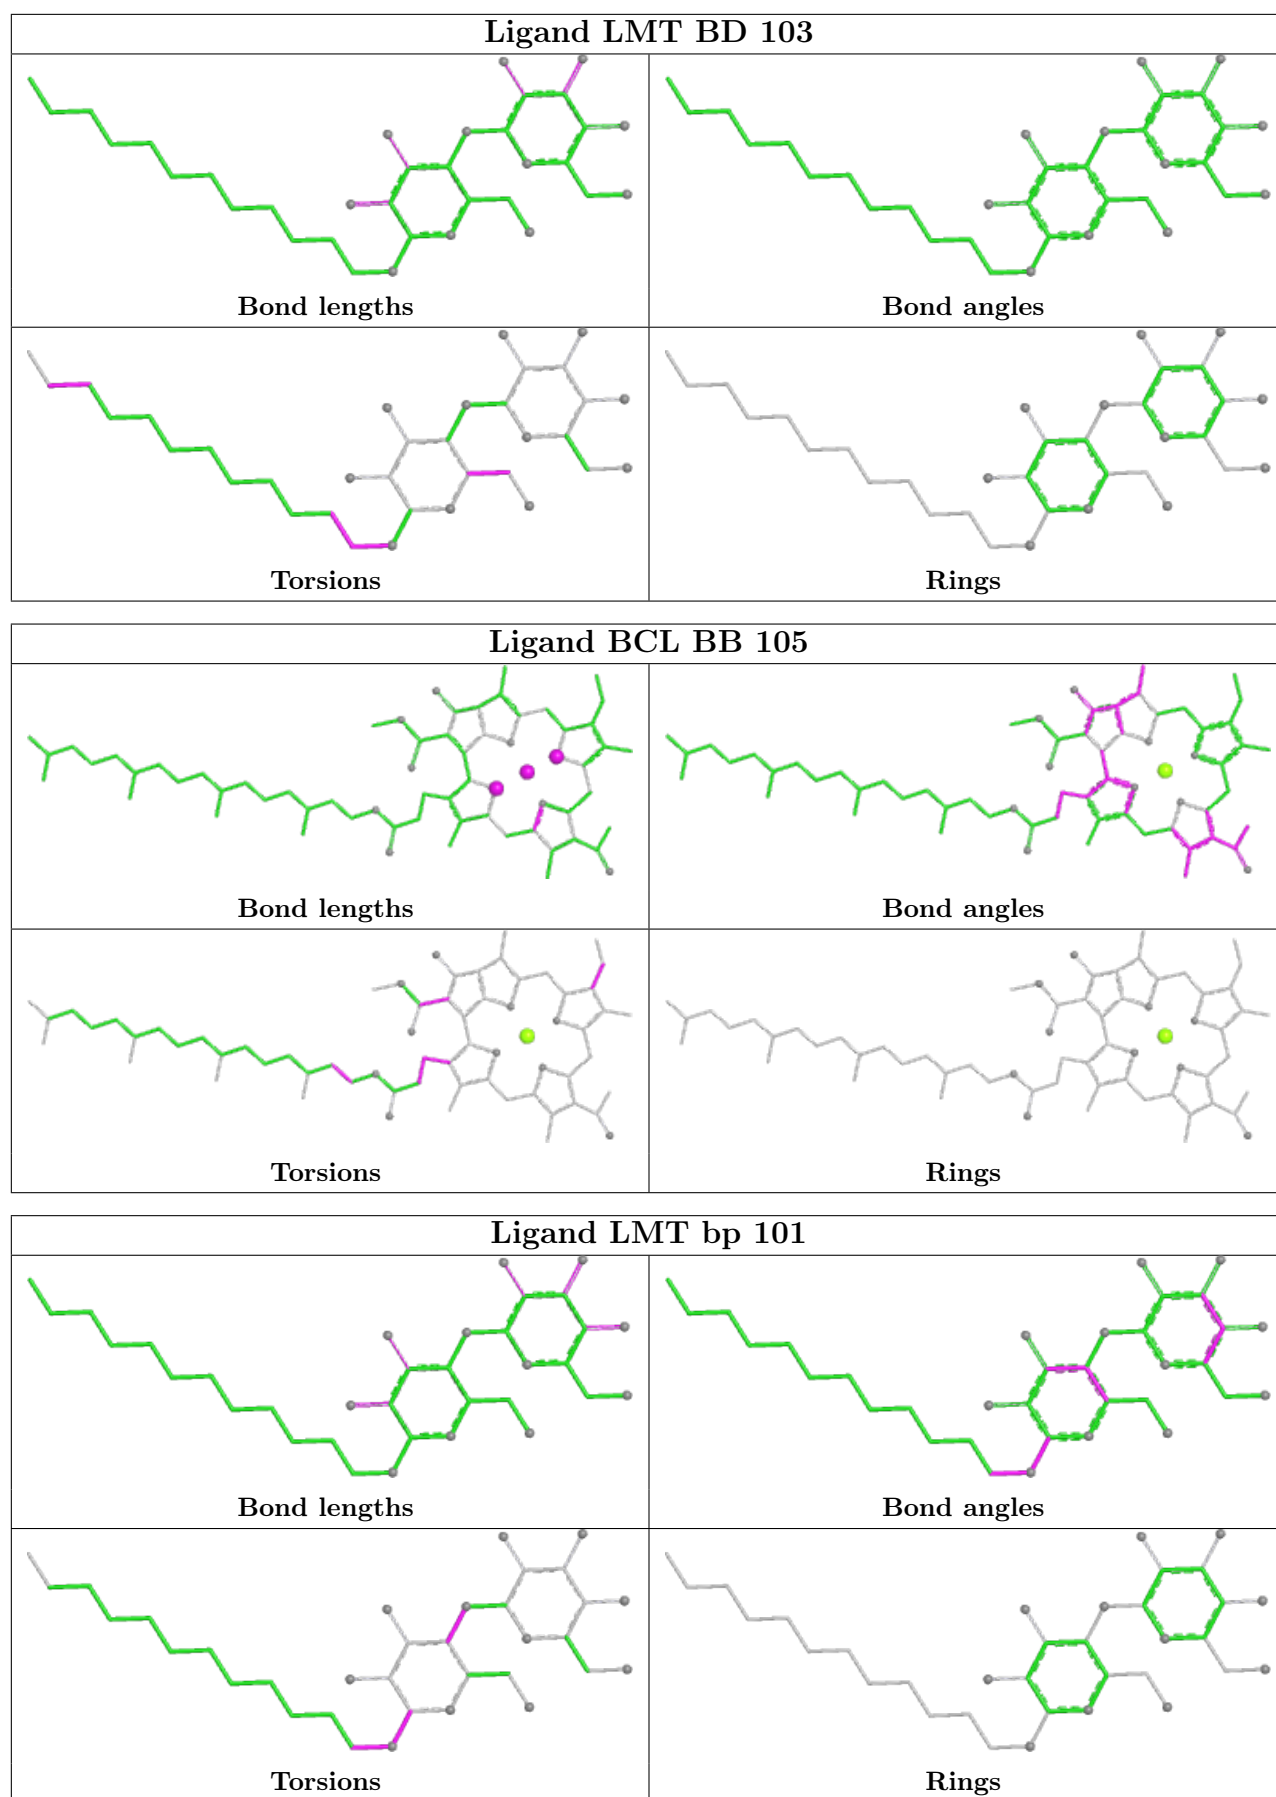 Ligand LMT BD 103
Bond lengths
Bond angles
Torsions
Rings
Ligand BCL BB 105
Bond lengths
Bond angles
Torsions
Rings
Ligand LMT bp 101
Bond lengths
Bond angles
Torsions
Rings